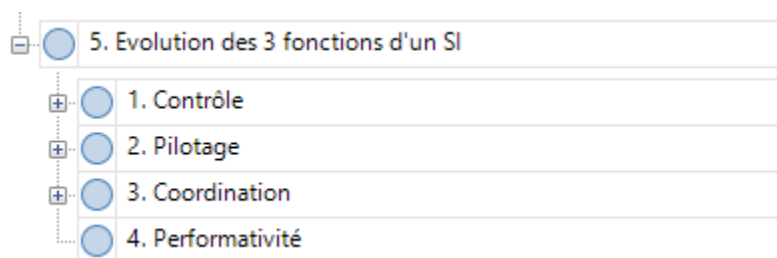 5. Evolution des 3 fonctions d'un SI
1. Contrôle
2. Pilotage
3. Coordination
4. Performativité